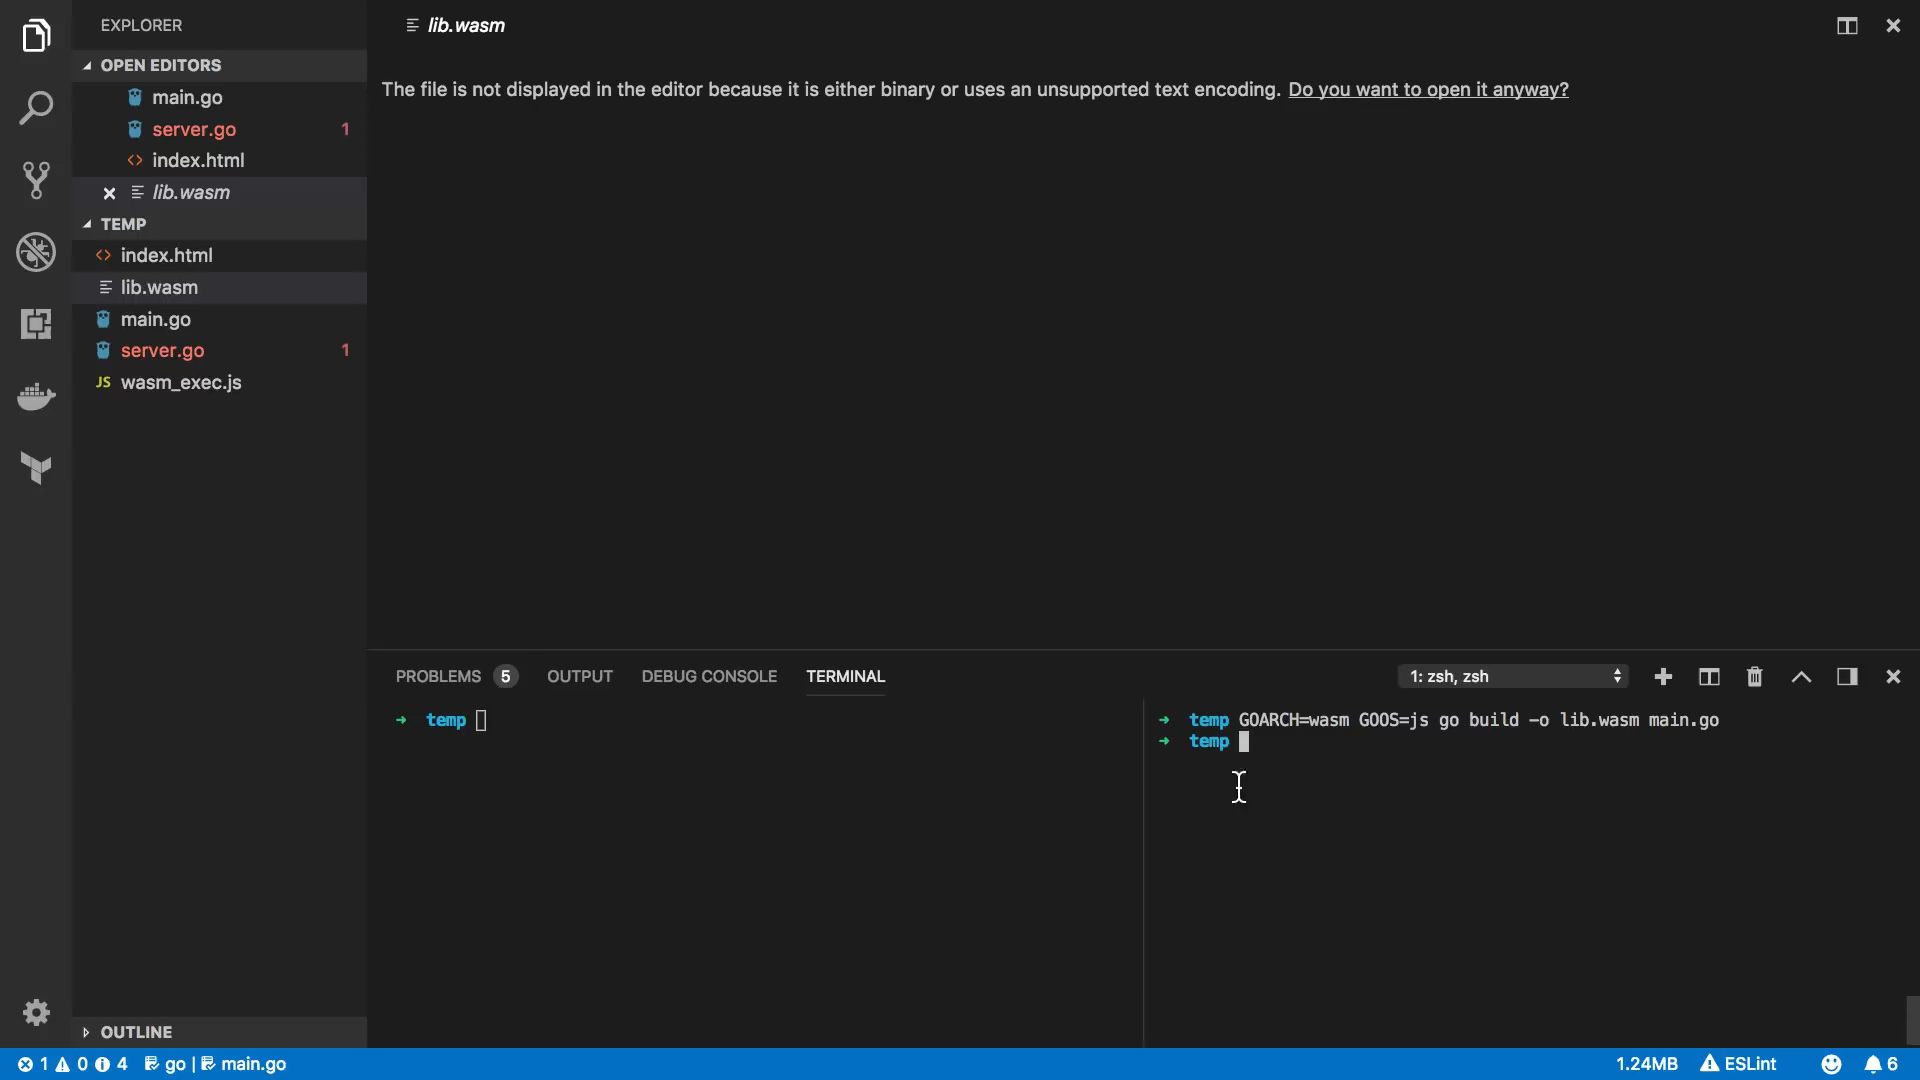 EXPLORER
OPEN EDITORS
main.go
server.go 1
index.html
lib.wasm
TEMP
index.html
lib.wasm
main.go
server.go 1
JS wasm_exec.js
OUTLINE
lib.wasm
The file is not displayed in the editor because it is either binary or uses an unsupported text encoding. Do you want to open it anyway?
PROBLEMS 5 OUTPUT DEBUG CONSOLE TERMINAL 1: zsh, zsh
➜ temp
➜ temp GOARCH=wasm GOOS=js go build -o lib.wasm main.go
➜ temp
1 0 4 go | main.go 1.24MB ESLint 6